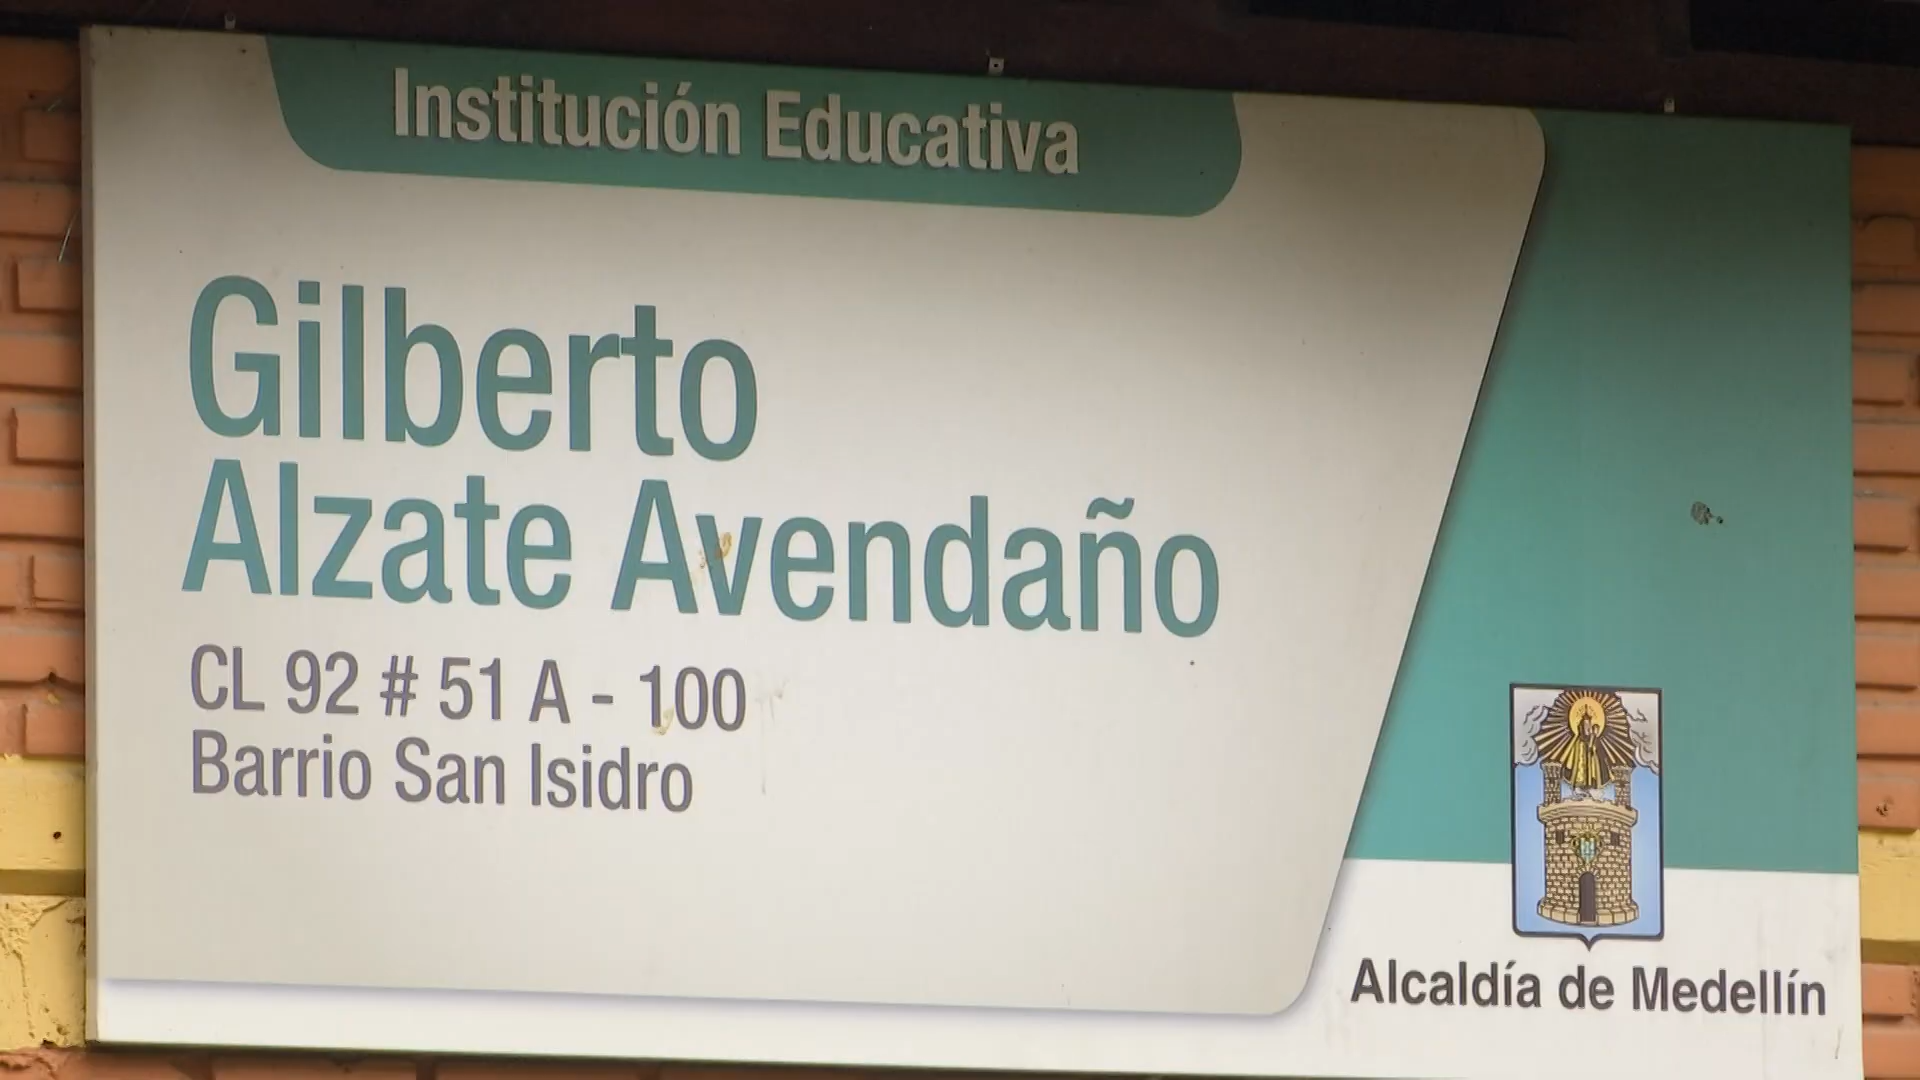 Institución Educativa
Gilberto
Alzate Avendaño
CL 92 # 51 A - 100
Barrio San Isidro
Alcaldía de Medellín